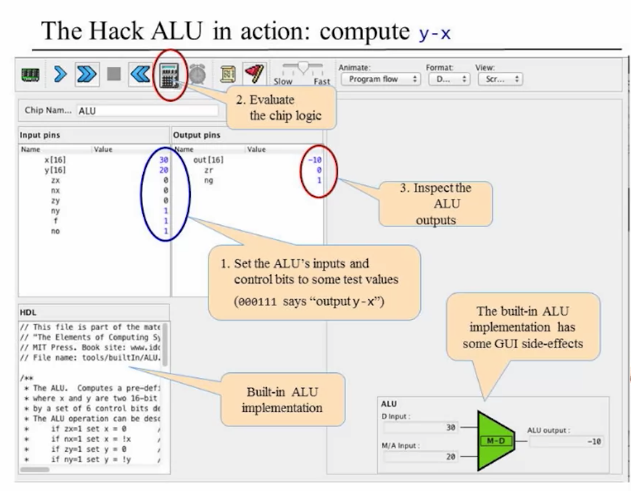 The Hack ALU in action: compute y-x
Animate:
Format:
View:
Slow
Fast
Program flow
D...
Scr...
Chip Nam...
ALU
2. Evaluate
the chip logic
Input pins
Output pins
Name
Value
Name
Value
x[16]
30
out[16]
-10
y[16]
20
zr
0
zx
0
ng
1
nx
0
zy
0
ny
1
f
1
no
1
3. Inspect the
ALU
outputs
1. Set the ALU's inputs and
control bits to some test values
(000111 says "output y-x")
HDL
// This file is part of the mate
// "The Elements of Computing Sy
// MIT Press. Book site: www.idc
// File name: tools/builtIn/ALU.
/**
* The ALU. Computes a pre-defi
* where x and y are two 16-bit
* by a set of 6 control bits de
* The ALU operation can be desc
* if zx=1 set x = 0 /
* if nx=1 set x = !x /
* if zy=1 set y = 0 /
* if ny=1 set y = !y /
Built-in ALU
implementation
The built-in ALU
implementation has
some GUI side-effects
ALU
D Input :
30
M/A Input :
20
M-D
ALU output :
-10